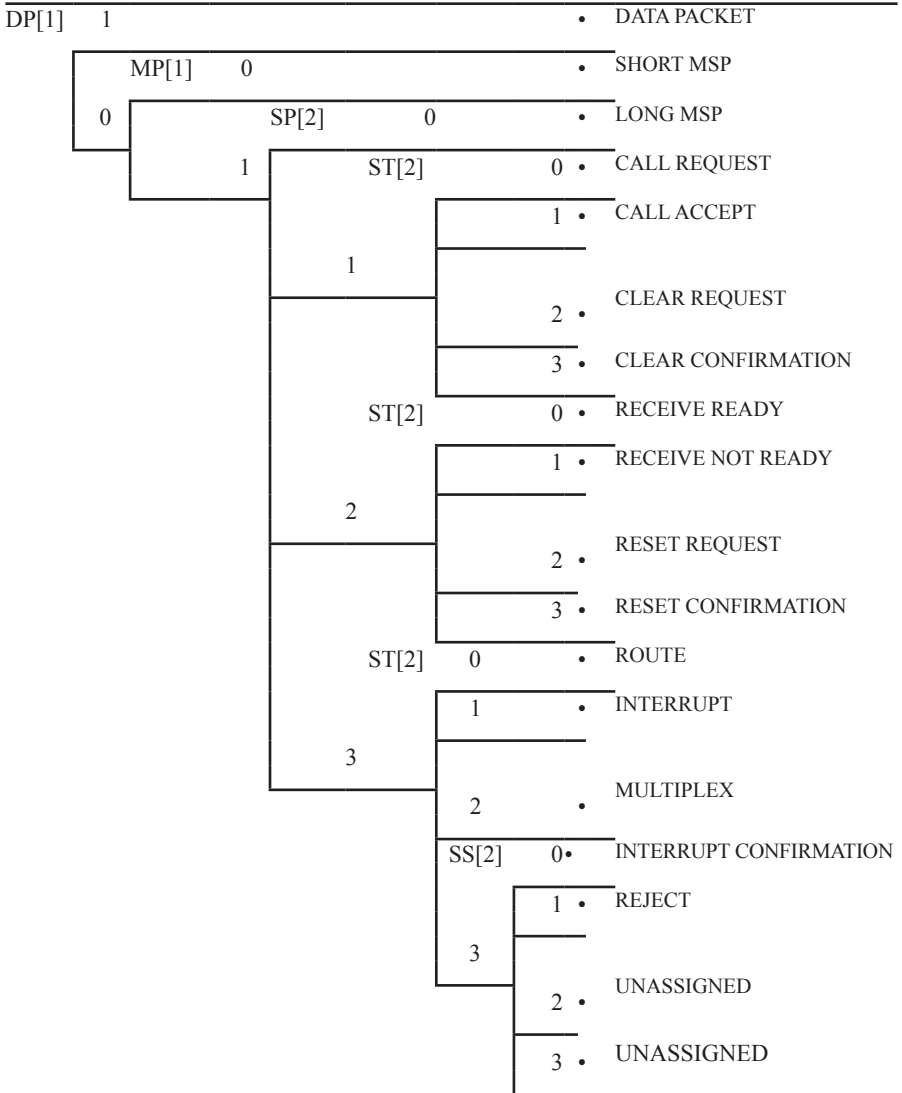 DP[1] 1 • DATA PACKET
MP[1] 0 • SHORT MSP
0 SP[2] 0 • LONG MSP
1 ST[2] 0 • CALL REQUEST
1 • CALL ACCEPT
1
2 • CLEAR REQUEST
3 • CLEAR CONFIRMATION
ST[2] 0 • RECEIVE READY
1 • RECEIVE NOT READY
2
2 • RESET REQUEST
3 • RESET CONFIRMATION
ST[2] 0 • ROUTE
1 • INTERRUPT
3
2 • MULTIPLEX
SS[2] 0• INTERRUPT CONFIRMATION
1 • REJECT
3
2 • UNASSIGNED
3 • UNASSIGNED